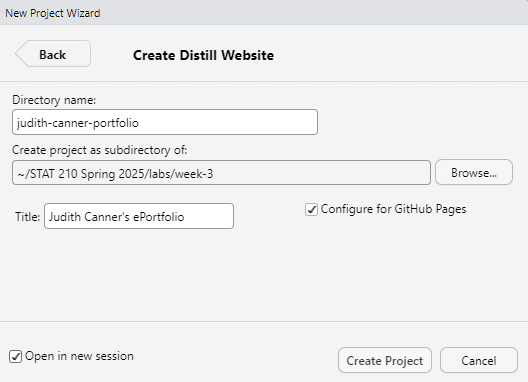 New Project Wizard
Back
Create Distill Website
Directory name:
judith-canner-portfolio
Create project as subdirectory of:
~/STAT 210 Spring 2025/labs/week-3
Browse...
Title:
Judith Canner's ePortfolio
Configure for GitHub Pages
Open in new session
Create Project
Cancel